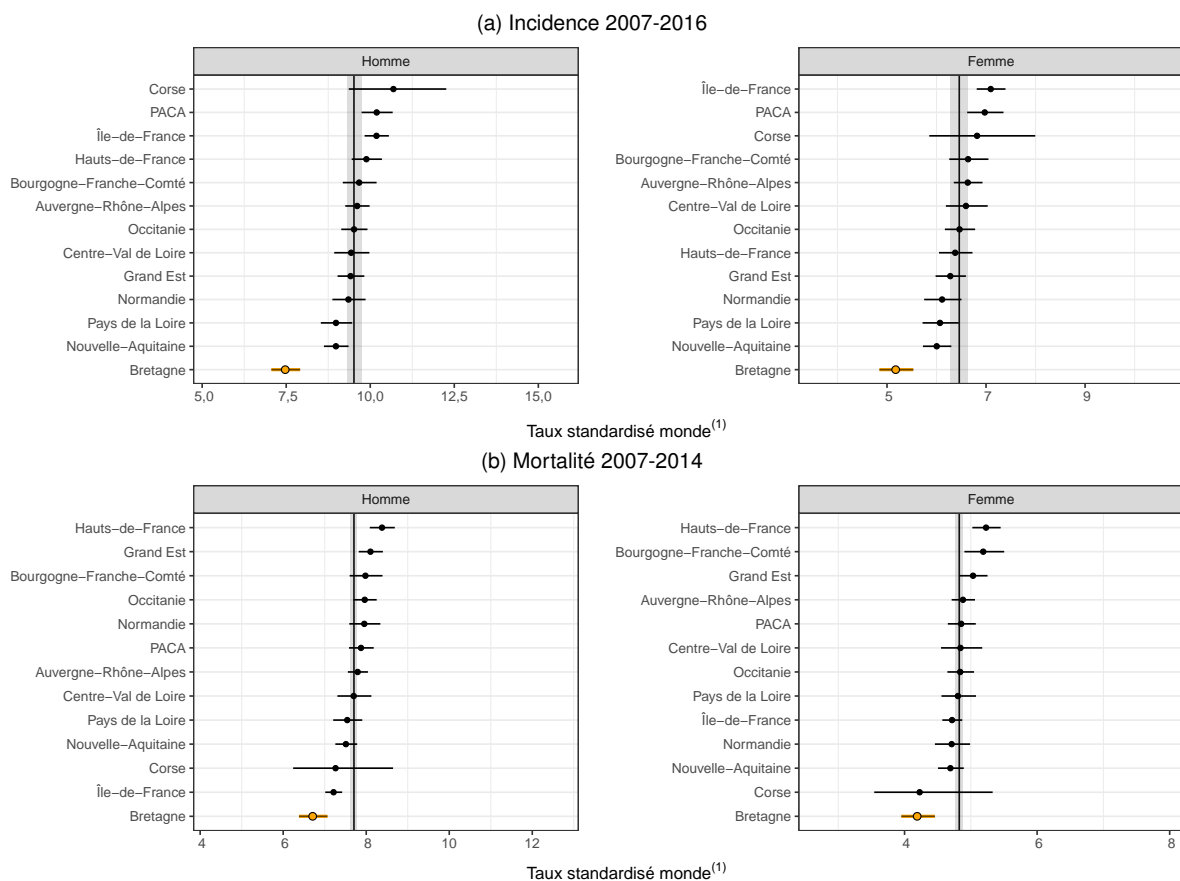 (a) Incidence 2007-2016
Homme
Corse
PACA
Île−de−France
Hauts−de−France
Bourgogne−Franche−Comté
Auvergne−Rhône−Alpes
Occitanie
Centre−Val de Loire
Grand Est
Normandie
Pays de la Loire
Nouvelle−Aquitaine
Bretagne
5,0 7,5 10,0 12,5 15,0
Femme
Île−de−France
PACA
Corse
Bourgogne−Franche−Comté
Auvergne−Rhône−Alpes
Centre−Val de Loire
Occitanie
Hauts−de−France
Grand Est
Normandie
Pays de la Loire
Nouvelle−Aquitaine
Bretagne
5 7 9
Taux standardisé monde(1)
(b) Mortalité 2007-2014
Homme
Hauts−de−France
Grand Est
Bourgogne−Franche−Comté
Occitanie
Normandie
PACA
Auvergne−Rhône−Alpes
Centre−Val de Loire
Pays de la Loire
Nouvelle−Aquitaine
Corse
Île−de−France
Bretagne
4 6 8 10 12
Femme
Hauts−de−France
Bourgogne−Franche−Comté
Grand Est
Auvergne−Rhône−Alpes
PACA
Centre−Val de Loire
Occitanie
Pays de la Loire
Île−de−France
Normandie
Nouvelle−Aquitaine
Corse
Bretagne
4 6 8
Taux standardisé monde(1)